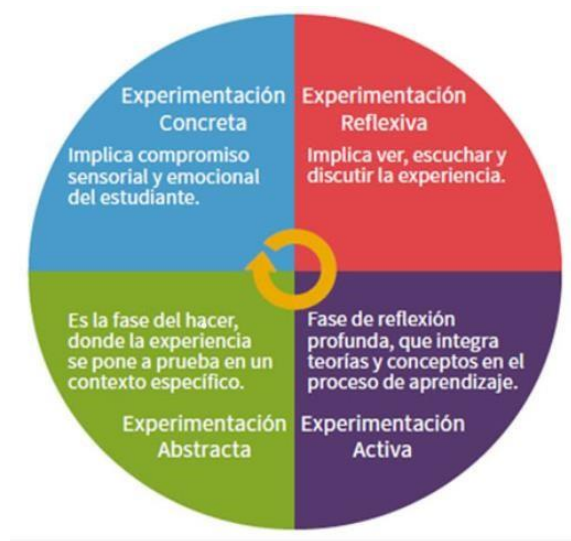 Experimentación
Concreta
Implica compromiso
sensorial y emocional
del estudiante.
Experimentación
Reflexiva
Implica ver, escuchar y
discutir la experiencia.
Es la fase del hacer,
donde la experiencia
se pone a prueba en un
contexto específico.
Experimentación
Abstracta
Fase de reflexión
profunda, que integra
teorías y conceptos en el
proceso de aprendizaje.
Experimentación
Activa